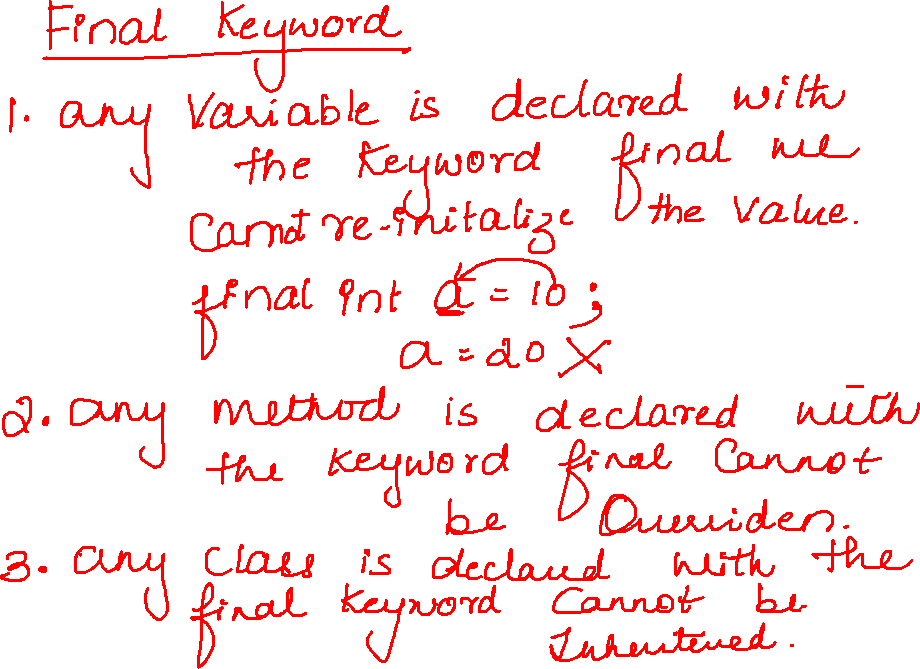 Final Keyword
1. any Variable is declared with
the Keyword final we
Cannot re-initalize the value.
final int a = 10 ;
a = 20 X
2. any method is declared with
the keyword final Cannot
be Overriden.
3. any Class is declared with the
final keyword Cannot be
Inheritered.